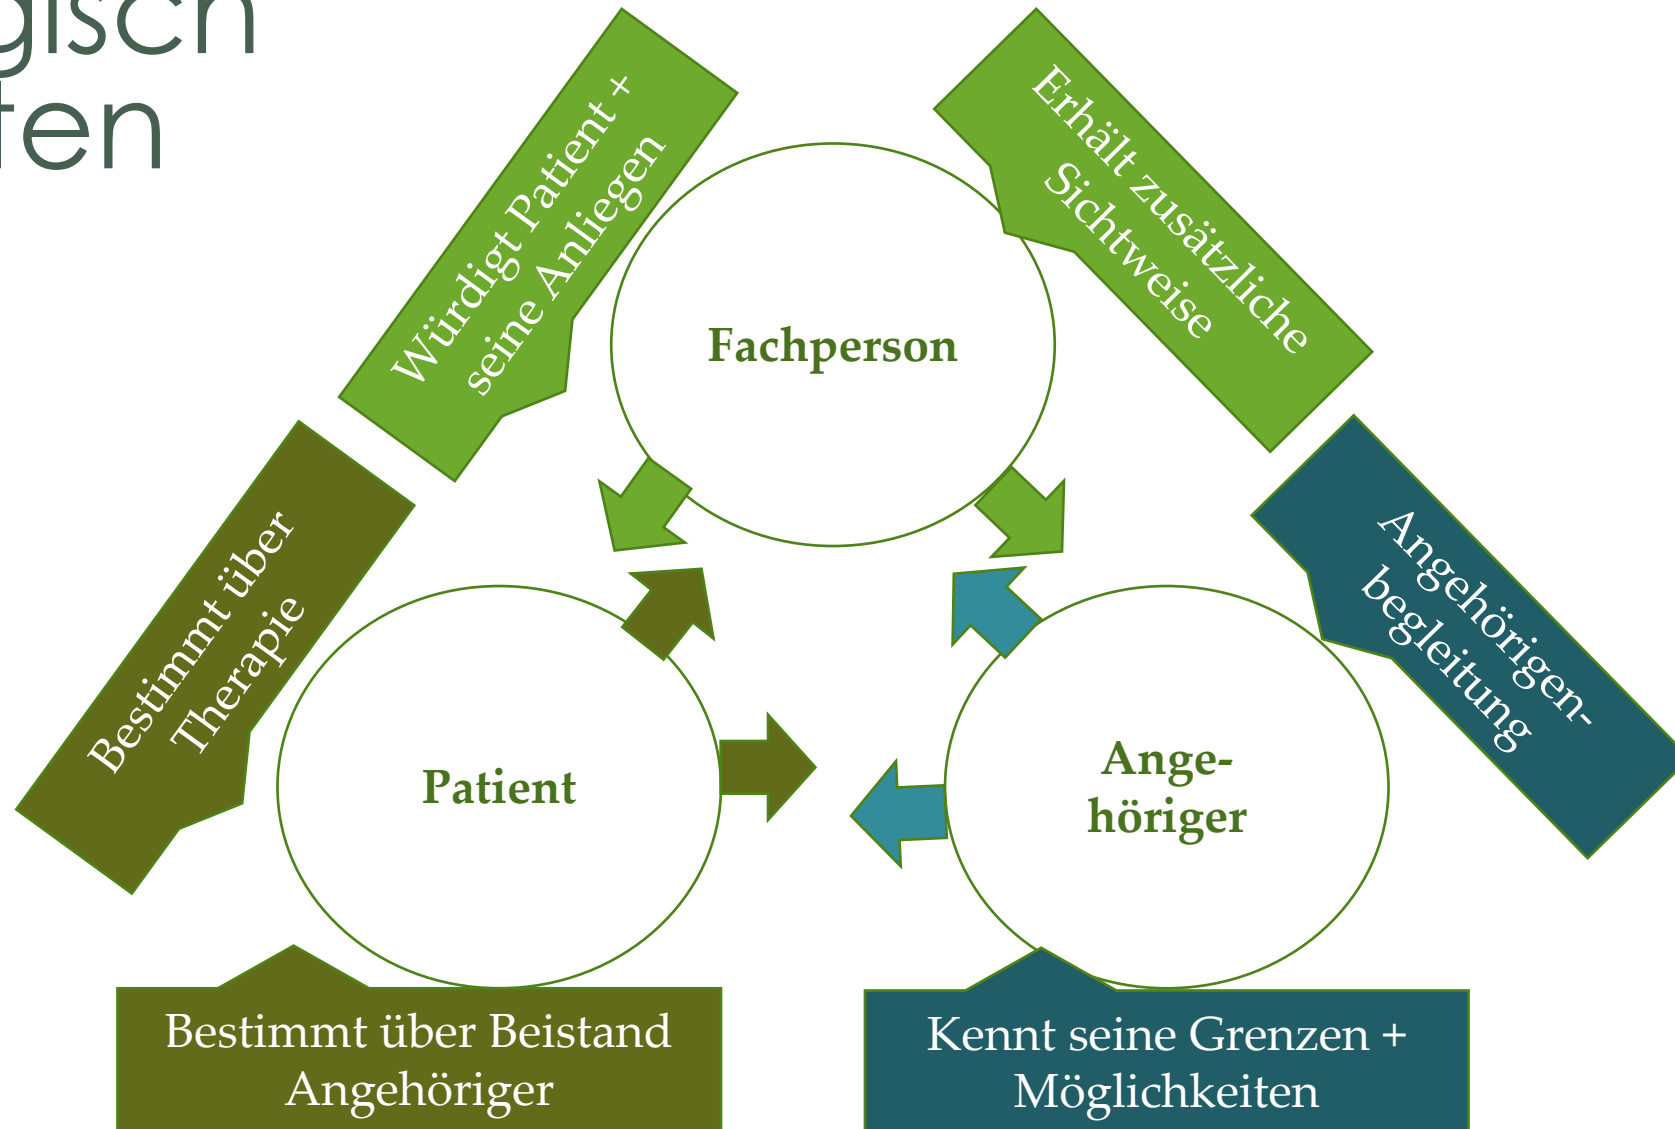 Würdigt Patient +
seine Anliegen
Erhält zusätzliche
Sichtweise
Fachperson
Bestimmt über
Therapie
Angehörigen-
begleitung
Patient
Ange-
höriger
Bestimmt über Beistand
Angehöriger
Kennt seine Grenzen +
Möglichkeiten